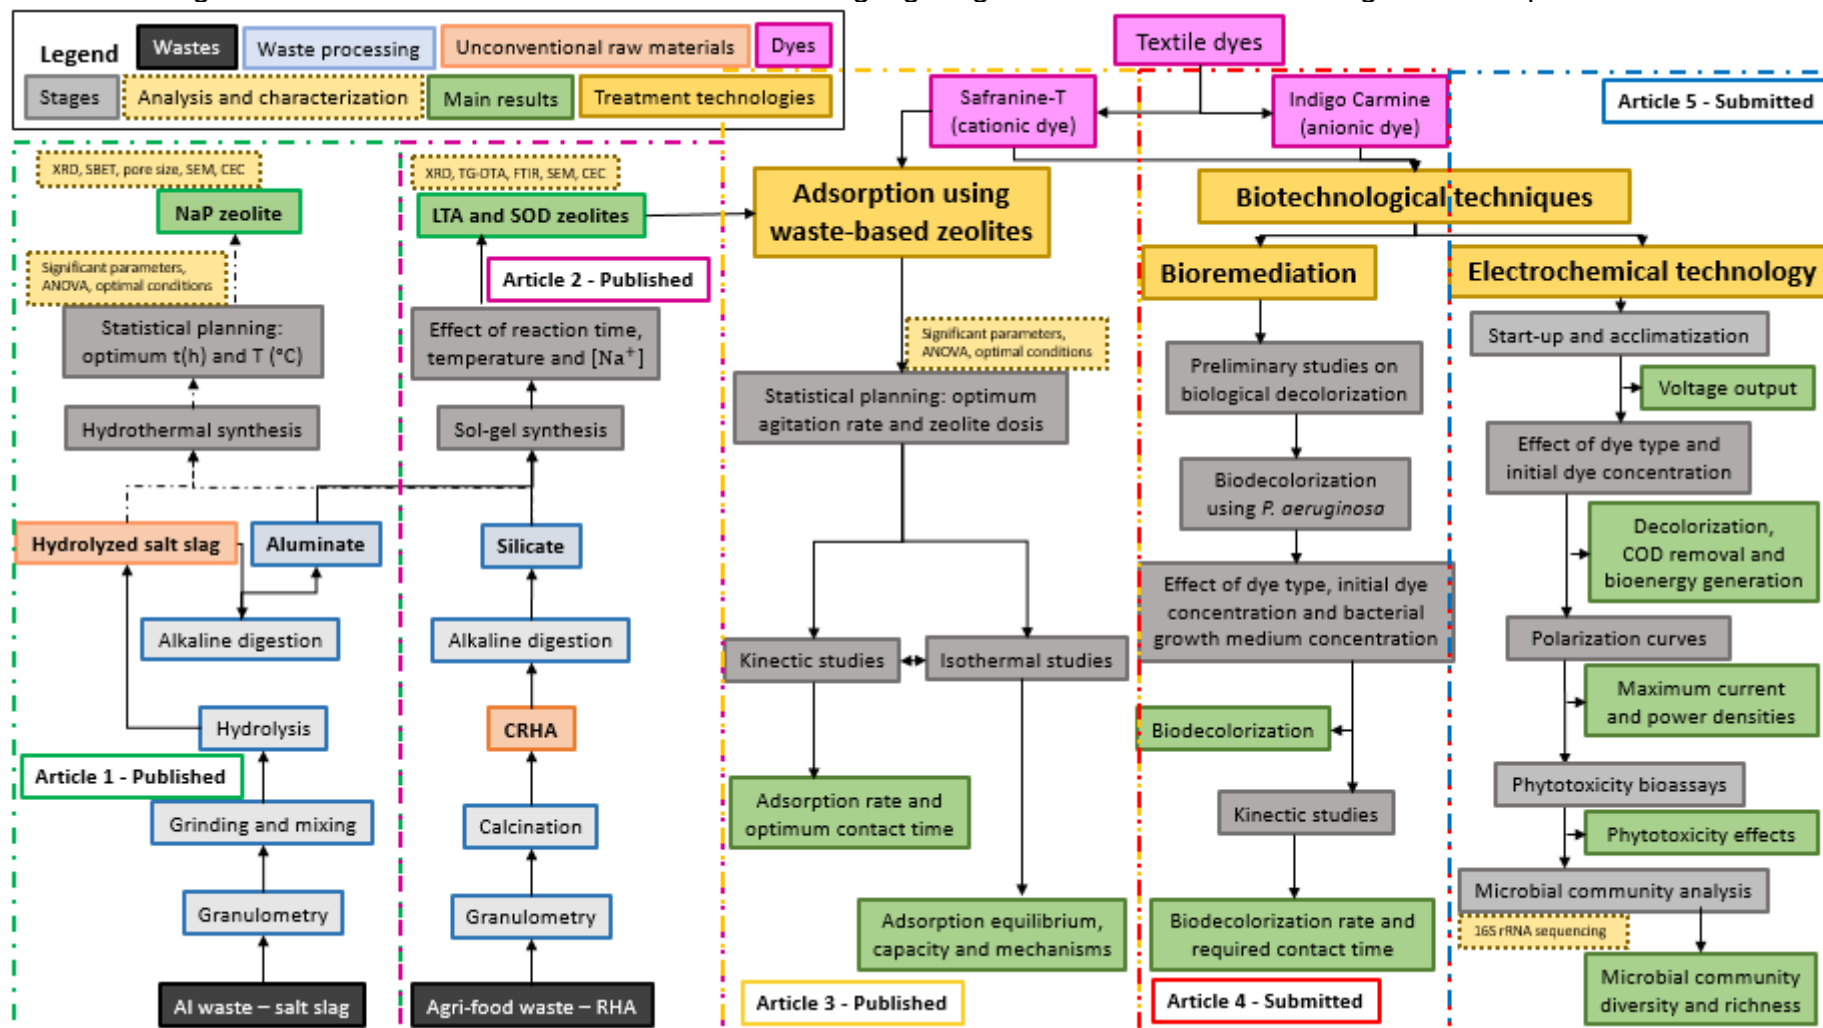 Legend
Wastes
Waste processing
Unconventional raw materials
Dyes
Stages
Analysis and characterization
Main results
Treatment technologies
Textile dyes
Safranine-T
(cationic dye)
Indigo Carmine
(anionic dye)
Article 5 - Submitted
XRD, SBET, pore size, SEM, CEC
NaP zeolite
Significant parameters,
ANOVA, optimal conditions
Statistical planning:
optimum t(h) and T (°C)
Hydrothermal synthesis
Hydrolyzed salt slag
Aluminate
Alkaline digestion
Hydrolysis
Article 1 - Published
Grinding and mixing
Granulometry
Al waste – salt slag
XRD, TG-DTA, FTIR, SEM, CEC
LTA and SOD zeolites
Article 2 - Published
Effect of reaction time,
temperature and [Na⁺]
Sol-gel synthesis
Silicate
Alkaline digestion
CRHA
Calcination
Granulometry
Agri-food waste – RHA
Adsorption using
waste-based zeolites
Significant parameters,
ANOVA, optimal conditions
Statistical planning: optimum
agitation rate and zeolite dosis
Kinetic studies
Isothermal studies
Adsorption rate and
optimum contact time
Adsorption equilibrium,
capacity and mechanisms
Article 3 - Published
Biotechnological techniques
Bioremediation
Preliminary studies on
biological decolorization
Biodecolorization
using P. aeruginosa
Effect of dye type, initial dye
concentration and bacterial
growth medium concentration
Biodecolorization
Kinetic studies
Biodecolorization rate and
required contact time
Article 4 - Submitted
Electrochemical technology
Start-up and acclimatization
Voltage output
Effect of dye type and
initial dye concentration
Decolorization,
COD removal and
bioenergy generation
Polarization curves
Maximum current
and power densities
Phytotoxicity bioassays
Phytotoxicity effects
Microbial community analysis
16S rRNA sequencing
Microbial community
diversity and richness